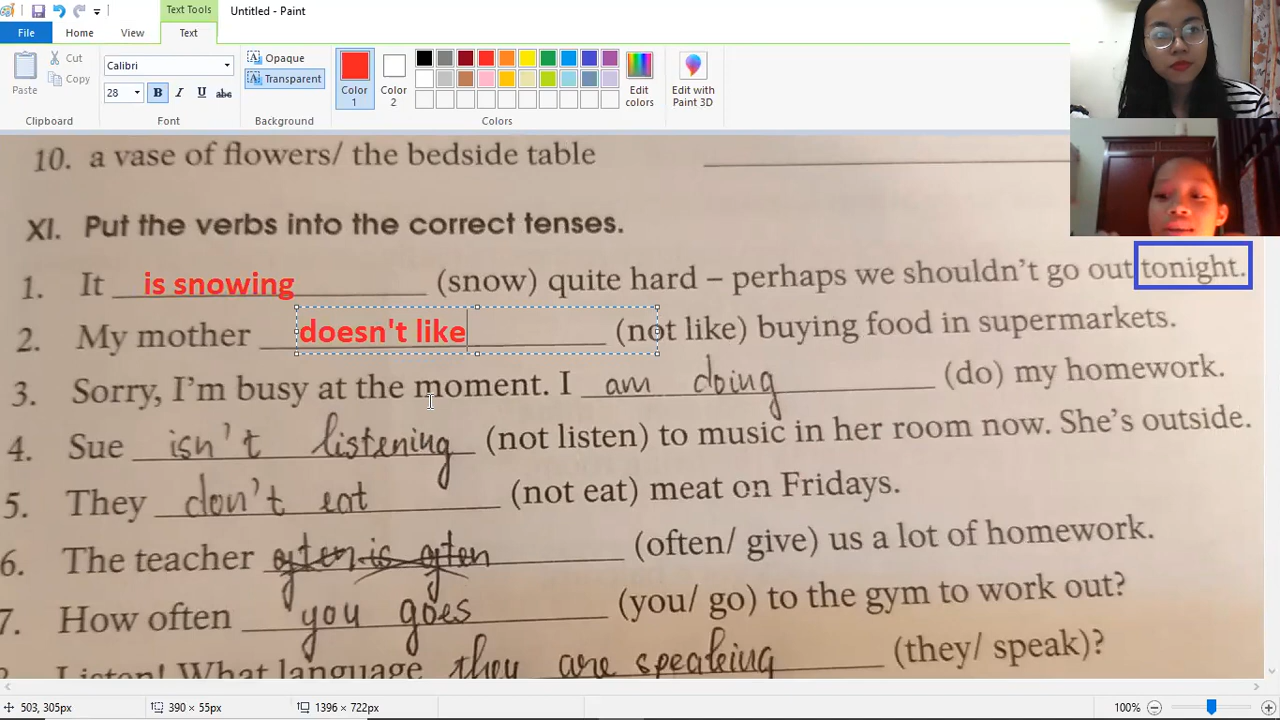 Text Tools
Untitled - Paint
File Home View Text
Paste
Cut
Copy
Clipboard
Calibri
28 B I U abc
Font
Opaque
Transparent
Background
Color 1
Color 2
Edit colors
Edit with Paint 3D
Colors
10. a vase of flowers/ the bedside table
XI. Put the verbs into the correct tenses.
1. It is snowing (snow) quite hard – perhaps we shouldn't go out tonight.
2. My mother doesn't like (not like) buying food in supermarkets.
3. Sorry, I'm busy at the moment. I am doing (do) my homework.
4. Sue isn't listening (not listen) to music in her room now. She's outside.
5. They don't eat (not eat) meat on Fridays.
6. The teacher often is often (often/ give) us a lot of homework.
7. How often you goes (you/ go) to the gym to work out?
Listen! What language they are speaking (they/ speak)?
503, 305px
390 × 55px
1396 × 722px
100%